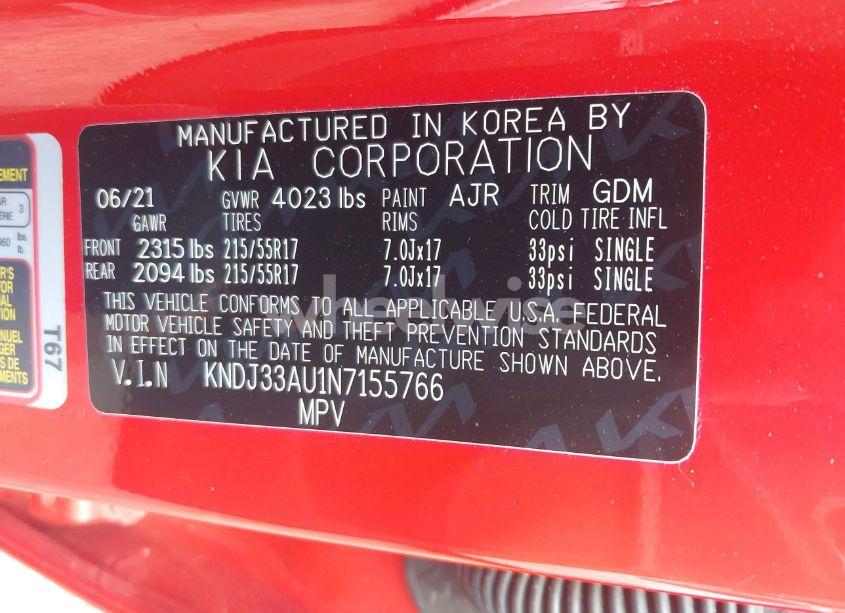 MANUFACTURED IN KOREA BY
KIA CORPORATION
06/21 GVWR 4023 lbs PAINT AJR TRIM GDM
GAWR TIRES RIMS COLD TIRE INFL
FRONT 2315 lbs 215/55R17 7.0Jx17 33psi SINGLE
REAR 2094 lbs 215/55R17 7.0Jx17 33psi SINGLE
THIS VEHICLE CONFORMS TO ALL APPLICABLE U.S.A. FEDERAL
MOTOR VEHICLE SAFETY AND THEFT PREVENTION STANDARDS
IN EFFECT ON THE DATE OF MANUFACTURE SHOWN ABOVE.
V.I.N KNDJ33AU1N7155766
MPV
T67
wheelwise